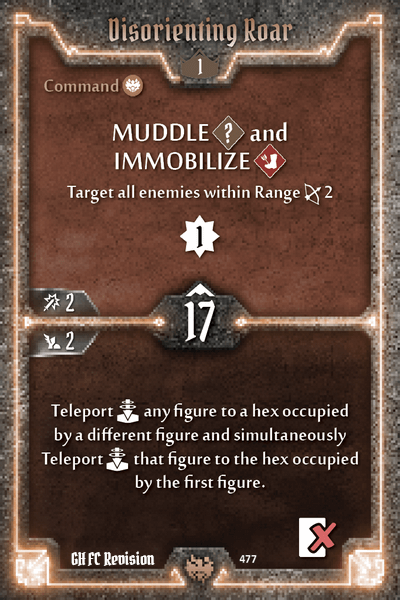 Disorienting Roar
1
Command
MUDDLE and
IMMOBILIZE
Target all enemies within Range 2
1
2
17
2
Teleport any figure to a hex occupied
by a different figure and simultaneously
Teleport that figure to the hex occupied
by the first figure.
GH FC Revision
477